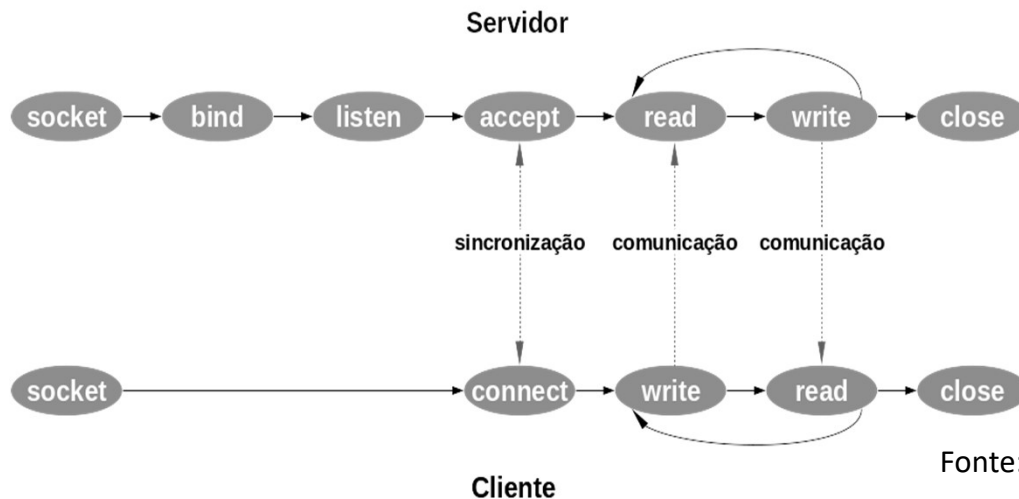 Servidor
socket bind listen accept read write close
sincronização comunicação comunicação
socket connect write read close
Fonte:
Cliente